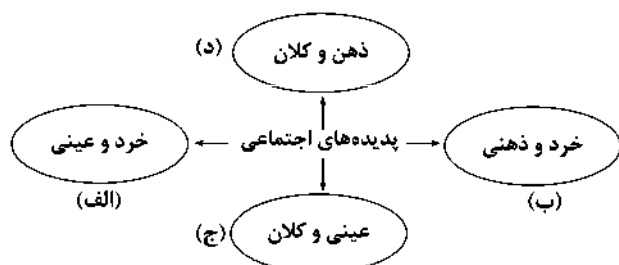 ذهن و کلان
(د)
خرد و ذهنی
پدیده‌های اجتماعی
خرد و عینی
(ب)
(الف)
عینی و کلان
(ج)